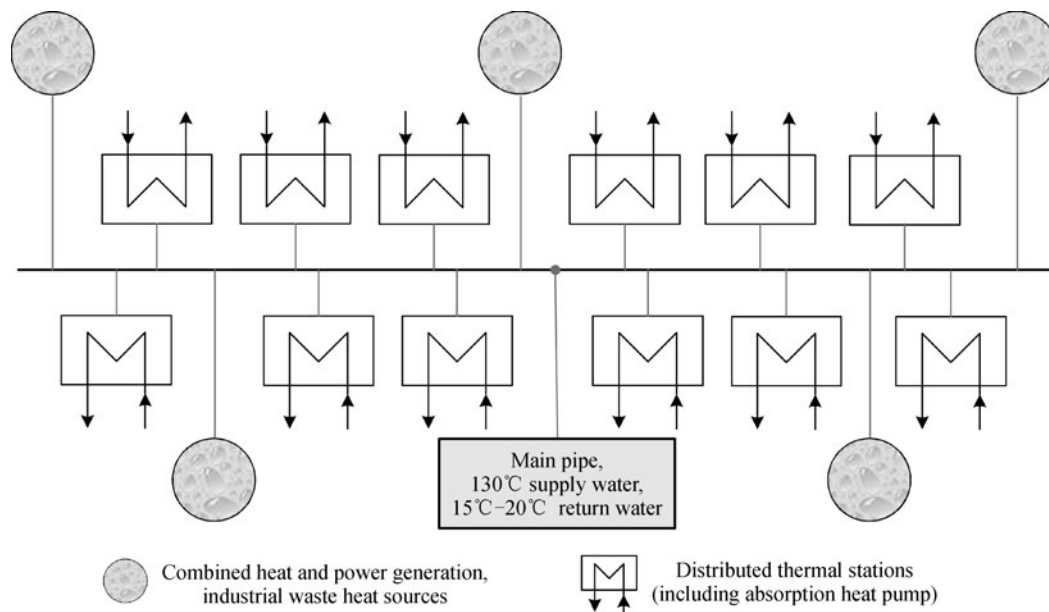 Main pipe,
130℃ supply water,
15℃-20℃ return water
Combined heat and power generation,
industrial waste heat sources
Distributed thermal stations
(including absorption heat pump)